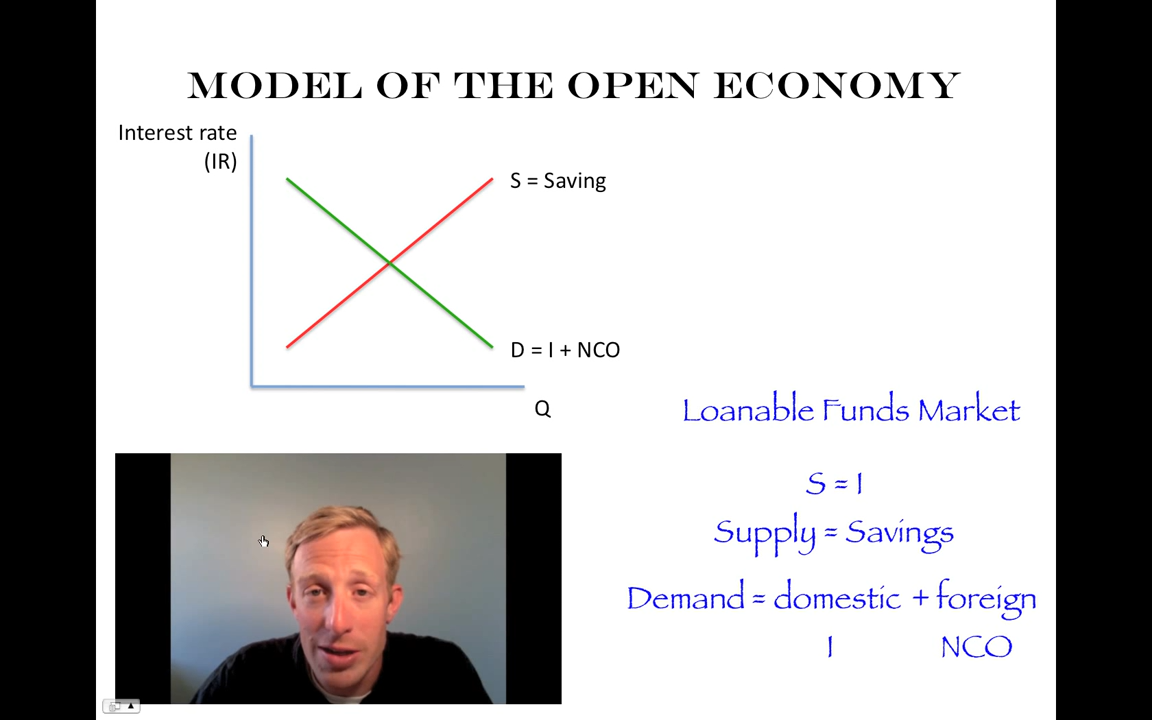 MODEL OF THE OPEN ECONOMY
Interest rate
(IR)
S = Saving
D = I + NCO
Q
Loanable Funds Market
S = I
Supply = Savings
Demand = domestic + foreign
I NCO